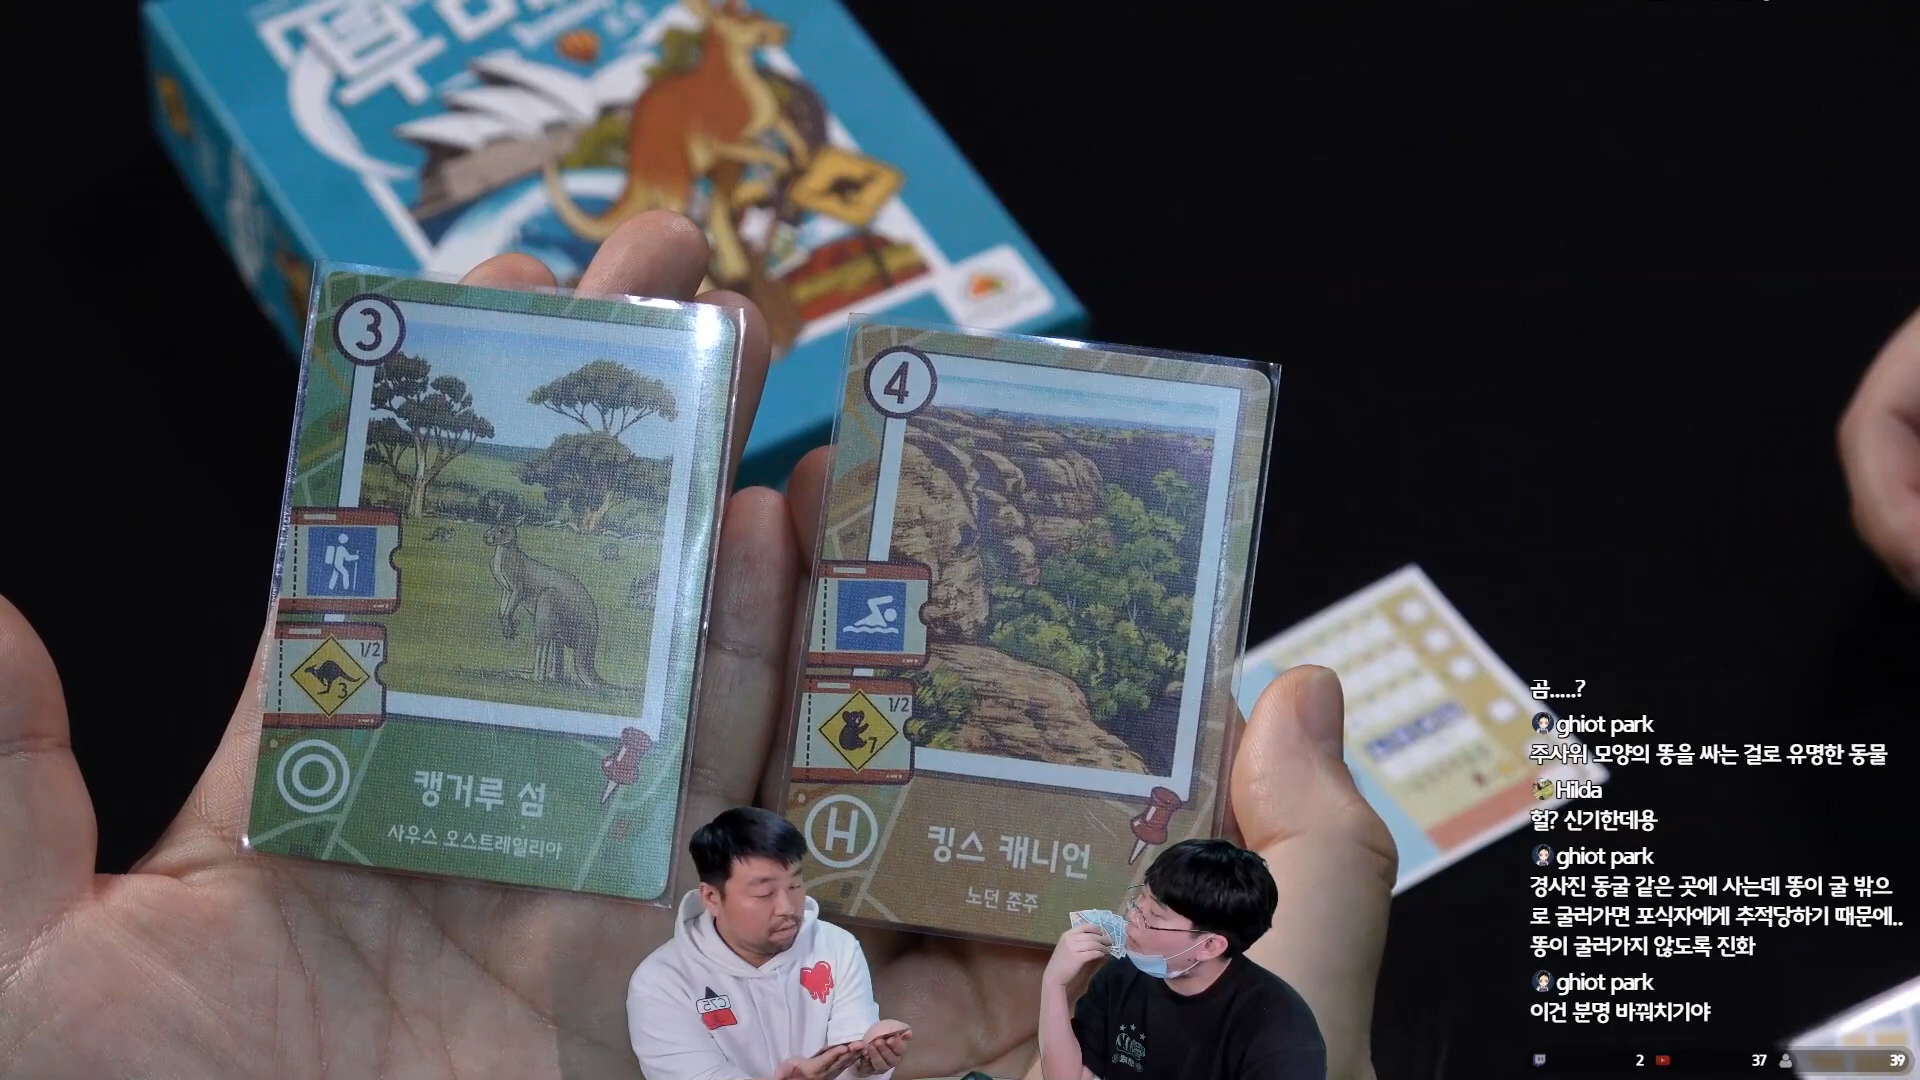 3
1/2
3
캥거루 섬
사우스 오스트레일리아
4
1/2
7
H
킹스 캐니언
노던 준주
곰.....?
ghiot park
주사위 모양의 똥을 싸는 걸로 유명한 동물
Hilda
헐? 신기한데용
ghiot park
경사진 동굴 같은 곳에 사는데 똥이 굴 밖으
로 굴러가면 포식자에게 추적당하기 때문에..
똥이 굴러가지 않도록 진화
ghiot park
이건 분명 바꿔치기야
2
37
39